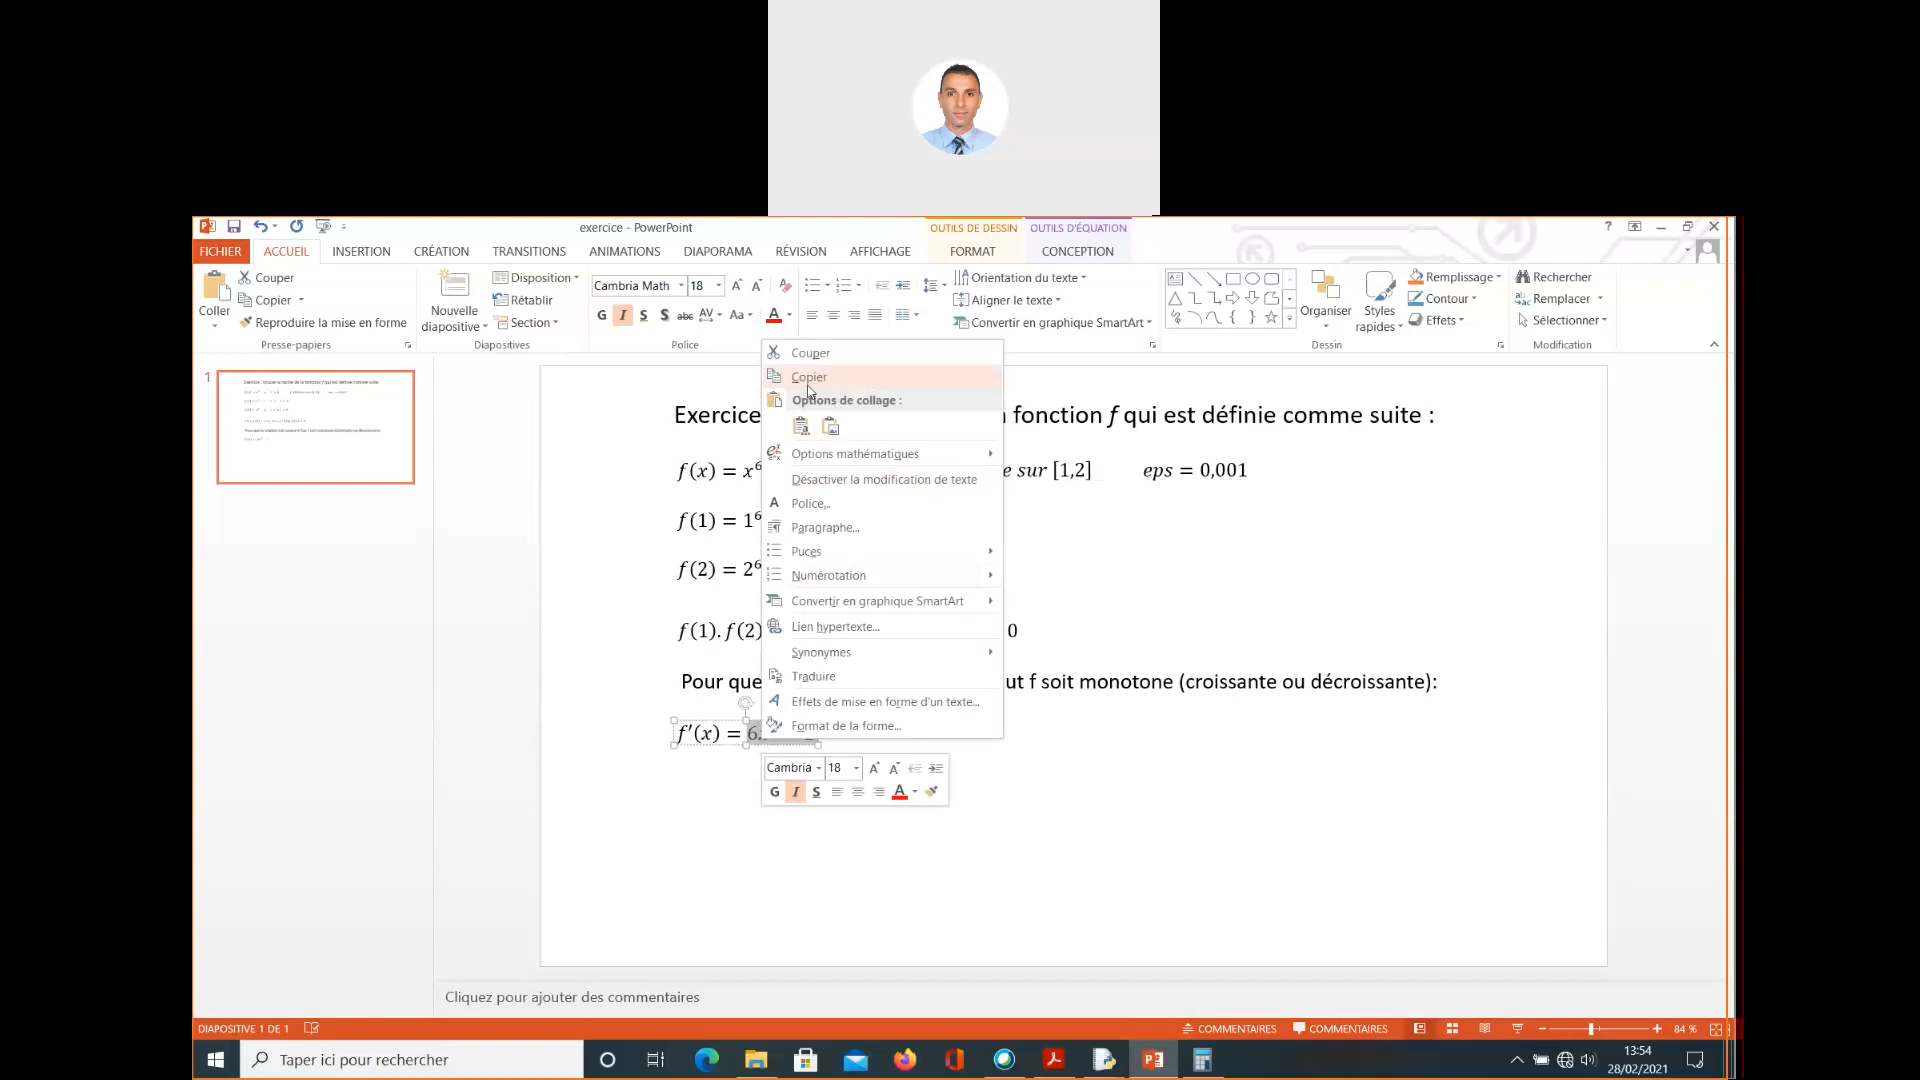 exercice - PowerPoint
OUTILS DE DESSIN
OUTILS D'ÉQUATION
?
FICHIER
ACCUEIL
INSERTION
CRÉATION
TRANSITIONS
ANIMATIONS
DIAPORAMA
RÉVISION
AFFICHAGE
FORMAT
CONCEPTION
Coller
Couper
Copier
Reproduire la mise en forme
Presse-papiers
Nouvelle
diapositive
Disposition
Rétablir
Section
Diapositives
Cambria Math
18
G I S S abc AV Aa A
Police
Orientation du texte
Aligner le texte
Convertir en graphique SmartArt
Organiser
Styles
rapides
Remplissage
Contour
Effets
Dessin
Rechercher
Remplacer
Sélectionner
Modification
1
Couper
Copier
Options de collage :
Options mathématiques
Désactiver la modification de texte
Police...
Paragraphe...
Puces
Numérotation
Convertir en graphique SmartArt
Lien hypertexte...
Synonymes
Traduire
Effets de mise en forme d'un texte...
Format de la forme...
Exercice fonction f qui est définie comme suite :
f(x) = x⁶ e sur [1,2] eps = 0,001
f(1) = 1⁶
f(2) = 2⁶
f(1). f(2) 0
Pour que ut f soit monotone (croissante ou décroissante):
f′(x) = 6
Cambria 18
G I S A
Cliquez pour ajouter des commentaires
DIAPOSITIVE 1 DE 1
COMMENTAIRES
COMMENTAIRES
84 %
Taper ici pour rechercher
13:54
28/02/2021